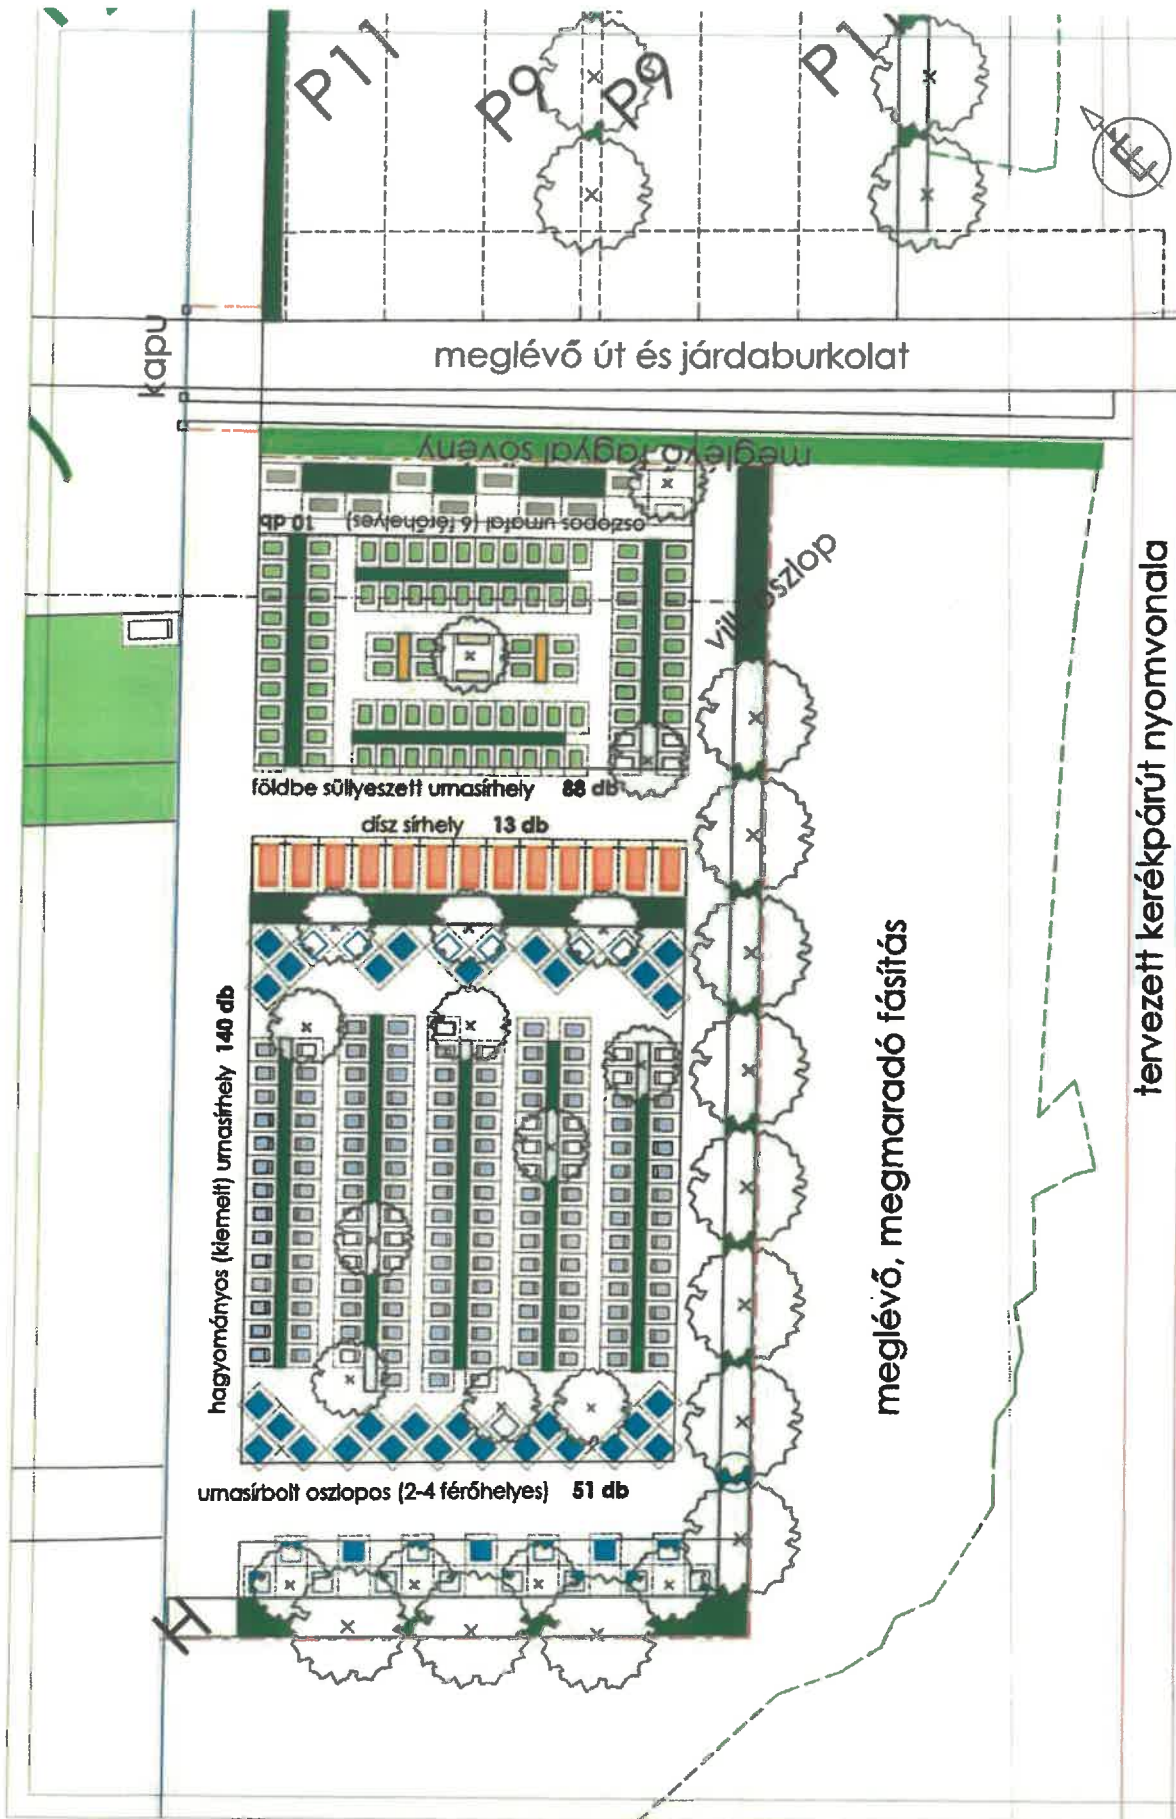 P11
P9
P9
É
kapu
meglévő út és járdaburkolat
meglévő fagyal sövény
oszlopos urnafal (6 férőhelyes) 10 db
földbe süllyesztett urnasírhely 88 db
dísz sírhely 13 db
hagyományos (kiemelt) urnasírhely 140 db
urnasírbolt oszlopos (2-4 férőhelyes) 51 db
H
meglévő, megmaradó fásítás
tervezett kerékpárút nyomvonala